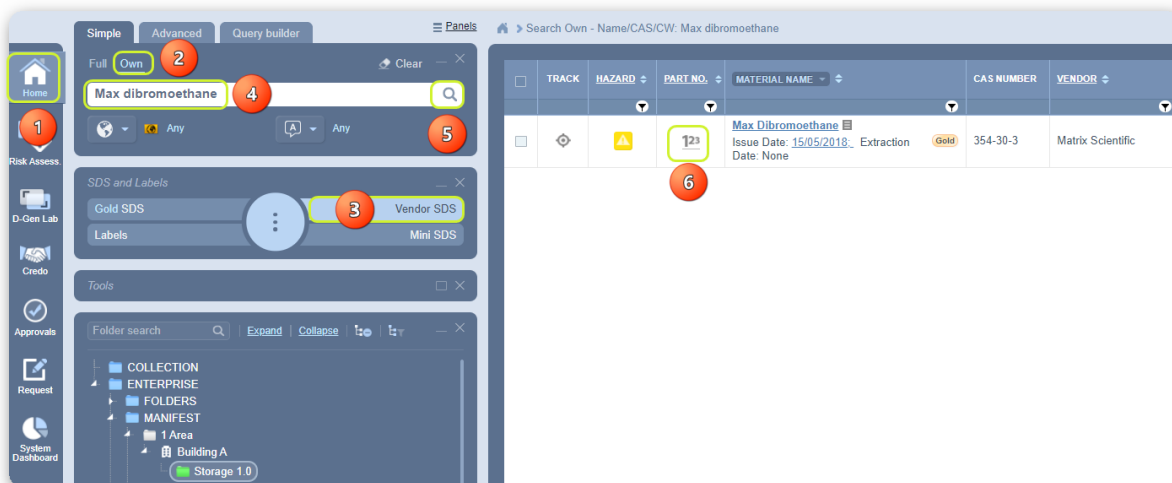 Simple
Advanced
Query builder
Panels
Search Own - Name/CAS/CW: Max dibromoethane
Home
1
Risk Assess.
D-Gen Lab
Credo
Approvals
Request
System
Dashboard
Full Own 2 Clear
Max dibromoethane 4
Any A Any 5
SDS and Labels
Gold SDS 3 Vendor SDS
Labels Mini SDS
Tools
Folder search Expand Collapse
COLLECTION
ENTERPRISE
FOLDERS
MANIFEST
1 Area
Building A
Storage 1.0
TRACK HAZARD PART NO. MATERIAL NAME CAS NUMBER VENDOR
Max Dibromoethane
123 Issue Date: 15/05/2018; Extraction Gold 354-30-3 Matrix Scientific
Date: None
6